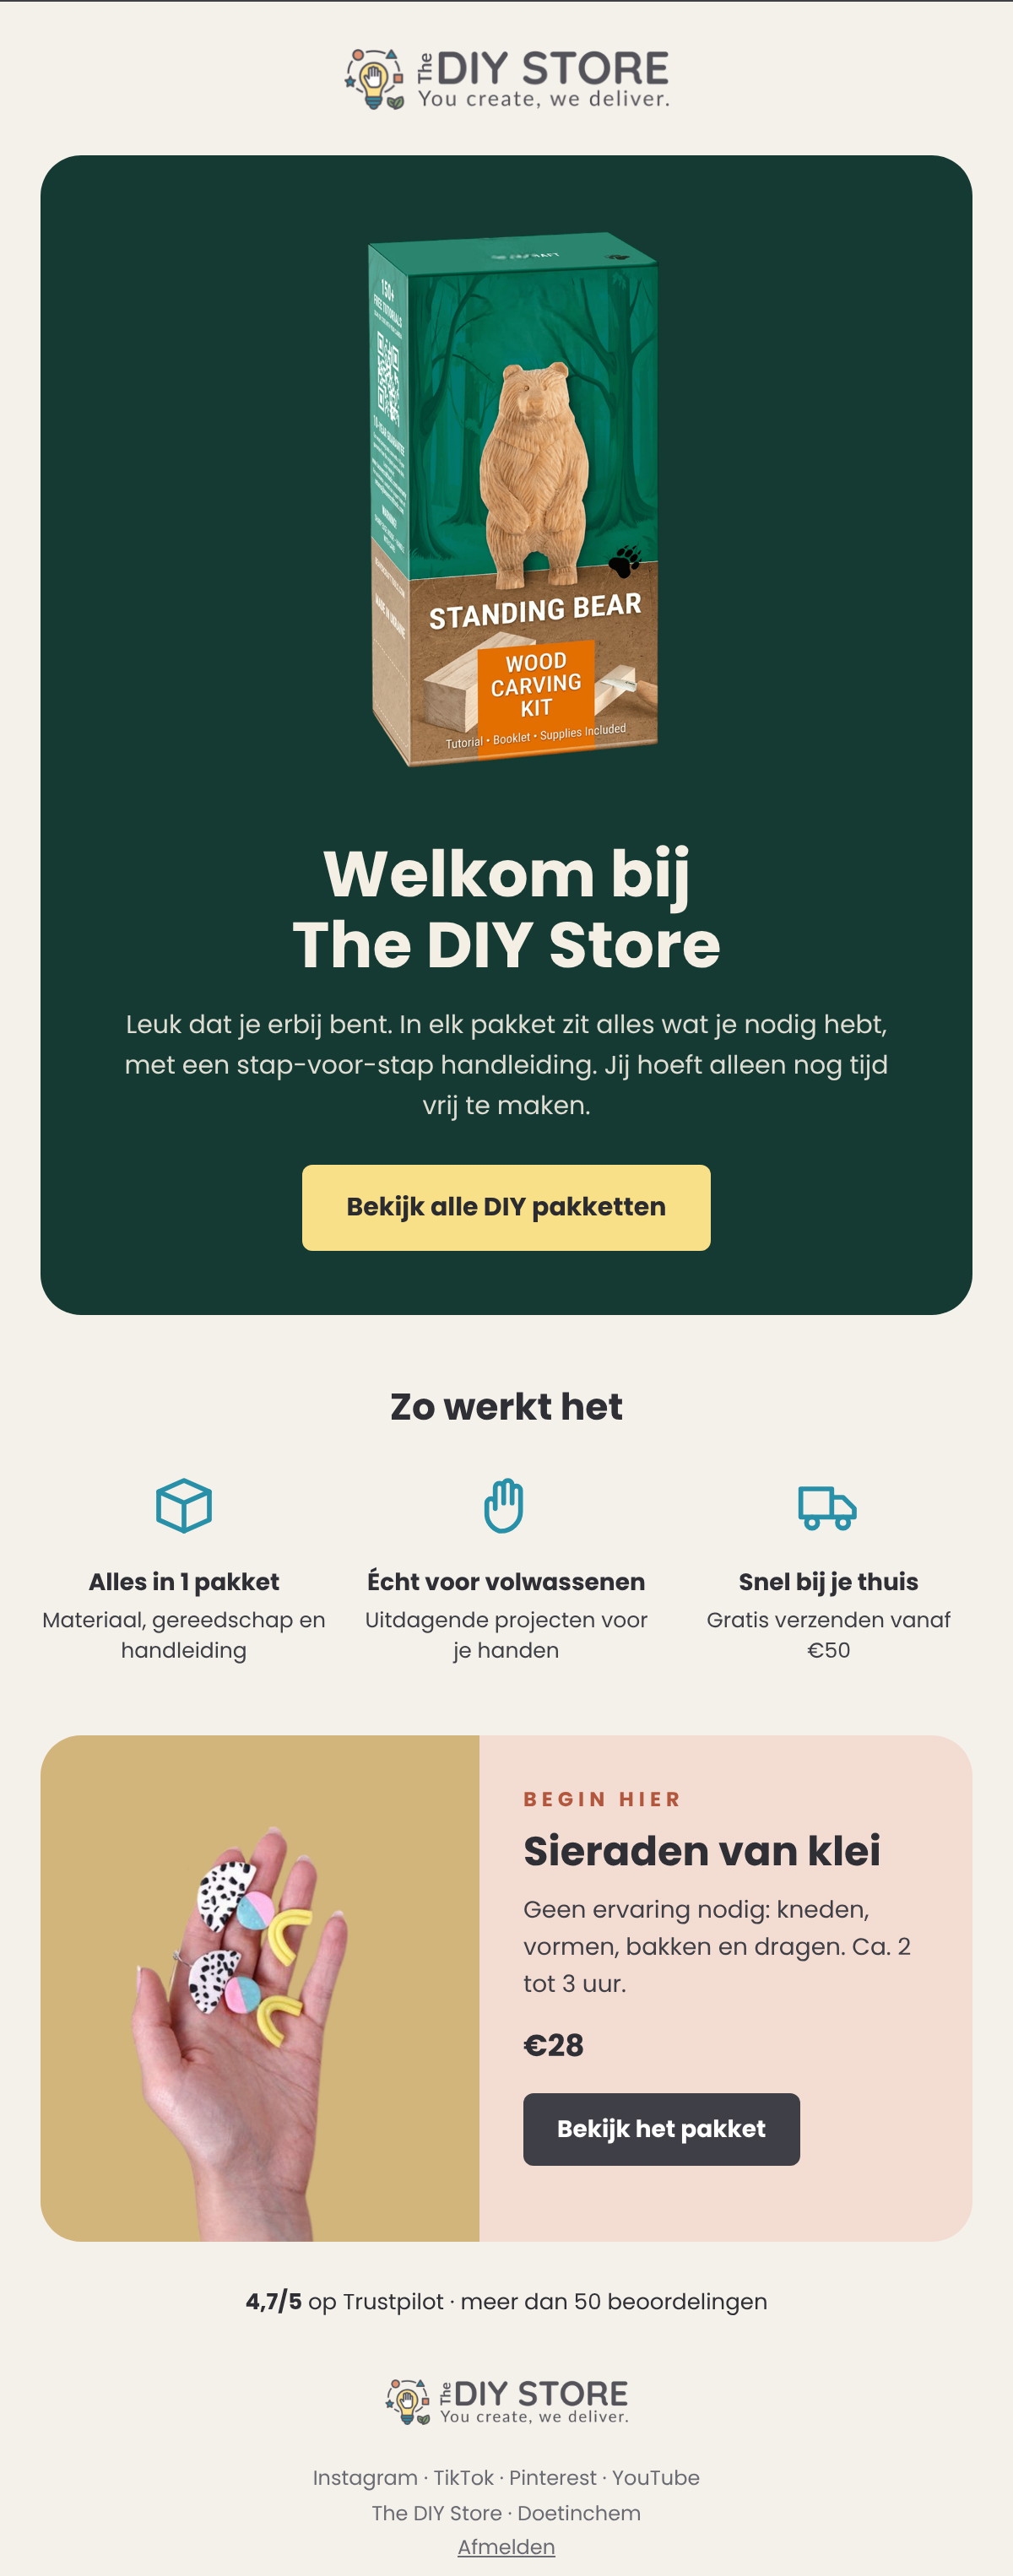 The DIY STORE
You create, we deliver.
150+
FREE TUTORIALS
MADE IN UKRAINE
STANDING BEAR
WOOD
CARVING
KIT
Tutorial • Booklet • Supplies Included
Welkom bij
The DIY Store
Leuk dat je erbij bent. In elk pakket zit alles wat je nodig hebt,
met een stap-voor-stap handleiding. Jij hoeft alleen nog tijd
vrij te maken.
Bekijk alle DIY pakketten
Zo werkt het
Alles in 1 pakket
Materiaal, gereedschap en
handleiding
Écht voor volwassenen
Uitdagende projecten voor
je handen
Snel bij je thuis
Gratis verzenden vanaf
€50
BEGIN HIER
Sieraden van klei
Geen ervaring nodig: kneden,
vormen, bakken en dragen. Ca. 2
tot 3 uur.
€28
Bekijk het pakket
4,7/5 op Trustpilot · meer dan 50 beoordelingen
The DIY STORE
You create, we deliver.
Instagram · TikTok · Pinterest · YouTube
The DIY Store · Doetinchem
Afmelden